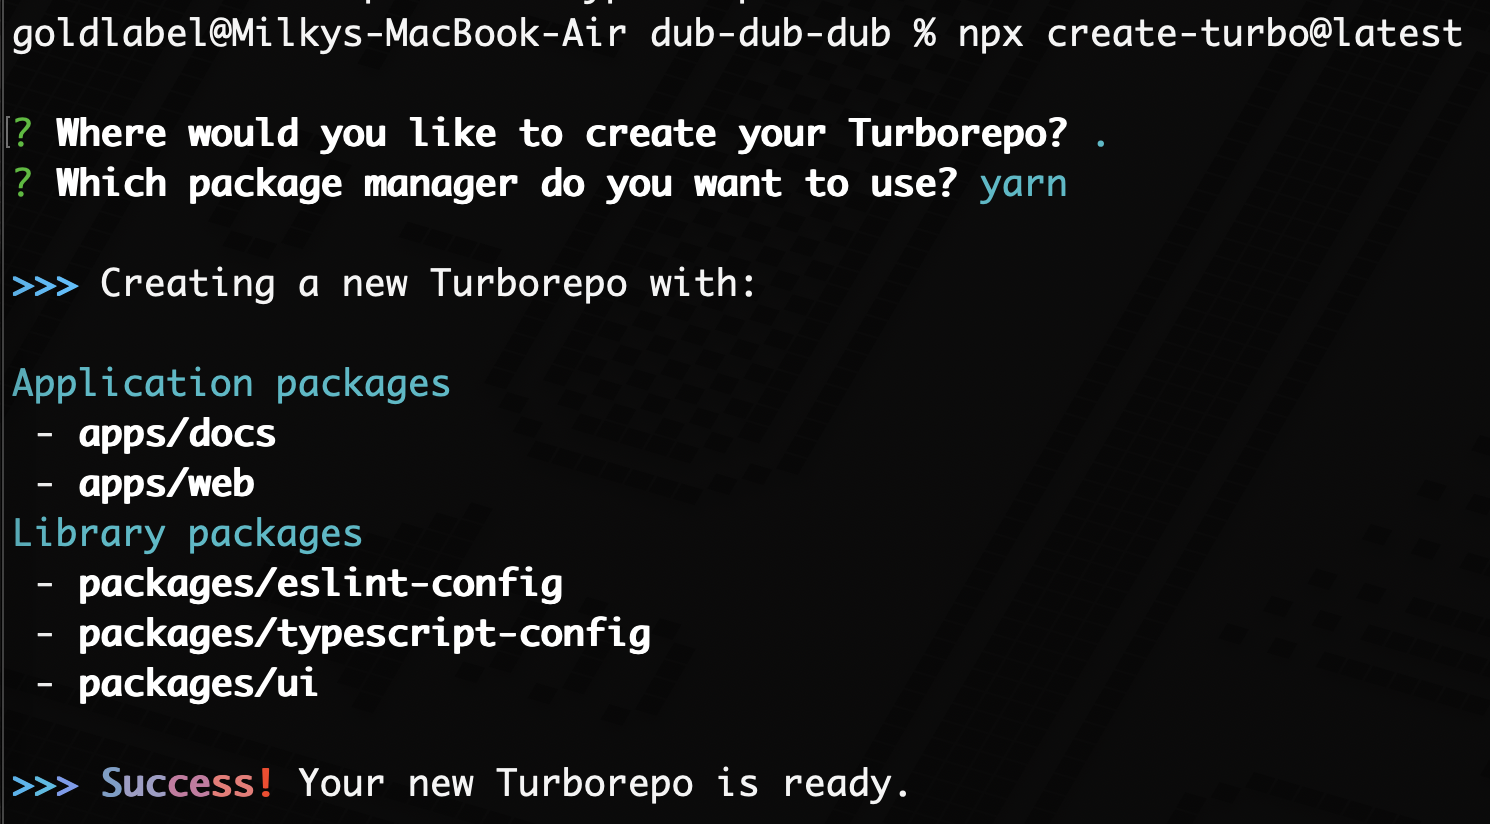 goldlabel@Milkys-MacBook-Air dub-dub-dub % npx create-turbo@latest
? Where would you like to create your Turborepo? .
? Which package manager do you want to use? yarn
>>> Creating a new Turborepo with:
Application packages
- apps/docs
- apps/web
Library packages
- packages/eslint-config
- packages/typescript-config
- packages/ui
>>> Success! Your new Turborepo is ready.